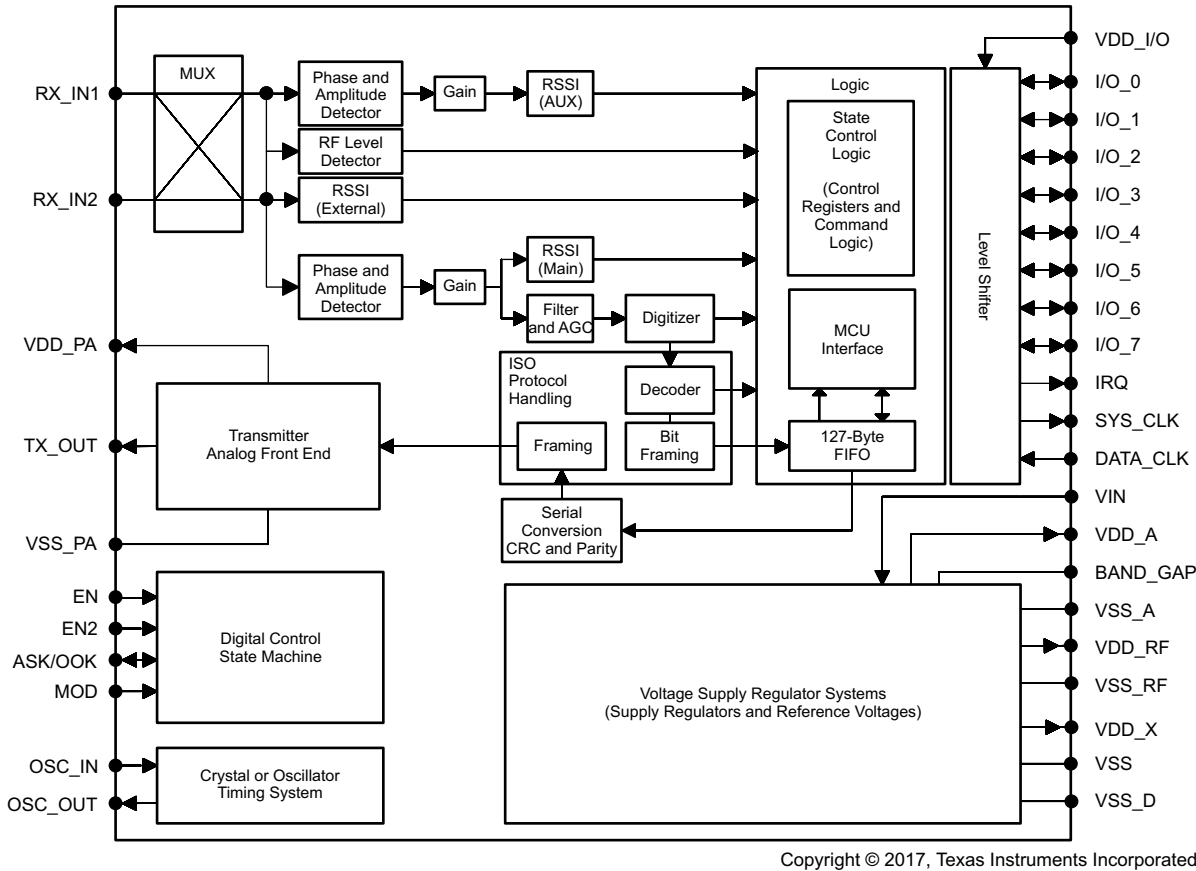 RX_IN1
RX_IN2
VDD_PA
TX_OUT
VSS_PA
EN
EN2
ASK/OOK
MOD
OSC_IN
OSC_OUT
MUX
Phase and
Amplitude
Detector
Gain
RSSI
(AUX)
RF Level
Detector
RSSI
(External)
Phase and
Amplitude
Detector
Gain
RSSI
(Main)
Filter
and AGC
Digitizer
ISO
Protocol
Handling
Decoder
Framing
Bit
Framing
Serial
Conversion
CRC and Parity
Transmitter
Analog Front End
Digital Control
State Machine
Crystal or Oscillator
Timing System
Logic
State
Control
Logic
(Control
Registers and
Command
Logic)
MCU
Interface
127-Byte
FIFO
Level Shifter
Voltage Supply Regulator Systems
(Supply Regulators and Reference Voltages)
VDD_I/O
I/O_0
I/O_1
I/O_2
I/O_3
I/O_4
I/O_5
I/O_6
I/O_7
IRQ
SYS_CLK
DATA_CLK
VIN
VDD_A
BAND_GAP
VSS_A
VDD_RF
VSS_RF
VDD_X
VSS
VSS_D
Copyright © 2017, Texas Instruments Incorporated